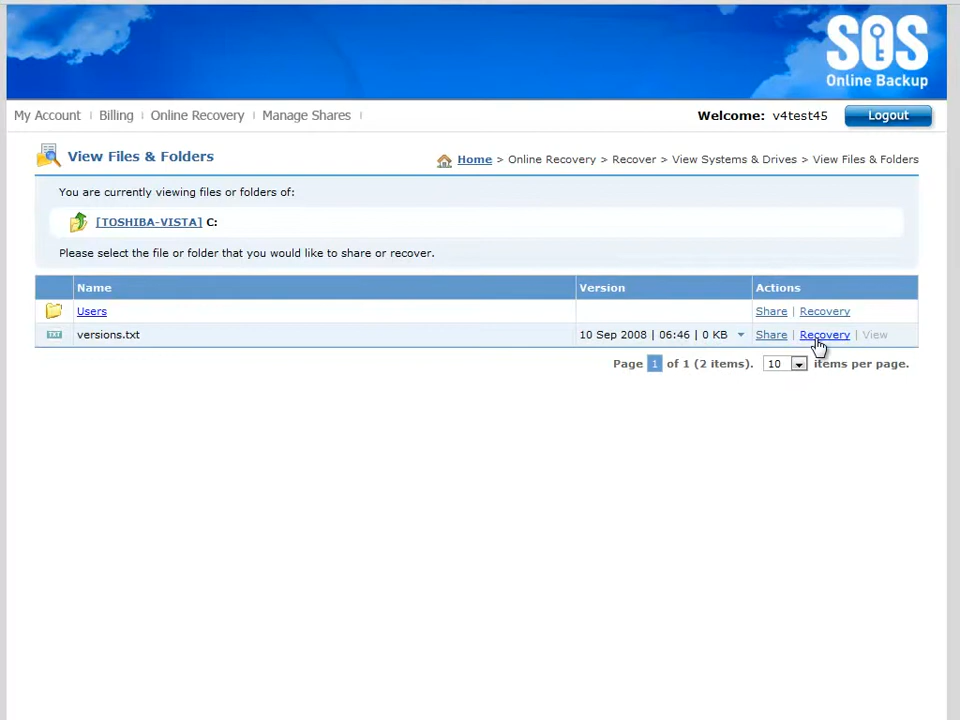 SOS
Online Backup
My Account | Billing | Online Recovery | Manage Shares |
Welcome: v4test45 Logout
View Files & Folders
Home > Online Recovery > Recover > View Systems & Drives > View Files & Folders
You are currently viewing files or folders of:
[TOSHIBA-VISTA] C:
Please select the file or folder that you would like to share or recover.
Name Version Actions
Users Share | Recovery
TXT versions.txt 10 Sep 2008 | 06:46 | 0 KB Share | Recovery | View
Page 1 of 1 (2 items). 10 items per page.